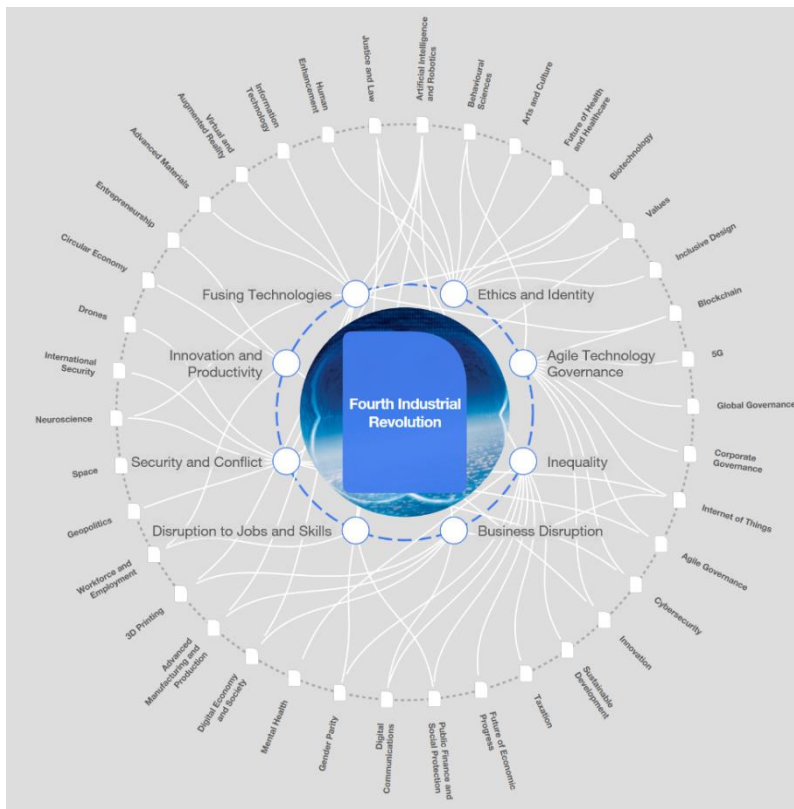 Justice and Law
Artificial Intelligence
and Robotics
Behavioural
Sciences
Arts and Culture
Future of Health
and Healthcare
Biotechnology
Values
Inclusive Design
Blockchain
5G
Global Governance
Corporate
Governance
Internet of Things
Agile Governance
Cybersecurity
Innovation
Sustainable
Development
Taxation
Future of Economic
Progress
Public Finance and
Social Protection
Digital
Communications
Gender Parity
Mental Health
Digital Economy
and Society
Advanced
Manufacturing and
Production
3D Printing
Workforce and
Employment
Geopolitics
Space
Neuroscience
International
Security
Drones
Circular Economy
Entrepreneurship
Advanced Materials
Virtual and
Augmented Reality
Information
Technology
Human
Enhancement
Fusing Technologies
Ethics and Identity
Innovation and
Productivity
Agile Technology
Governance
Fourth Industrial
Revolution
Security and Conflict
Inequality
Disruption to Jobs and Skills
Business Disruption